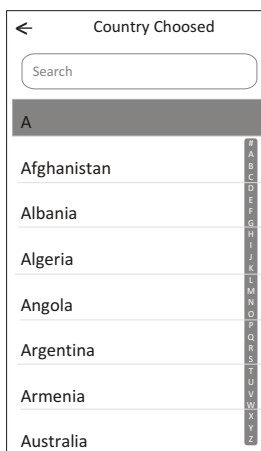 Country Choosed
Search
A
Afghanistan
Albania
Algeria
Angola
Argentina
Armenia
Australia
#
A
B
C
D
E
F
G
H
I
J
K
L
M
N
O
P
Q
R
S
T
U
V
W
X
Y
Z